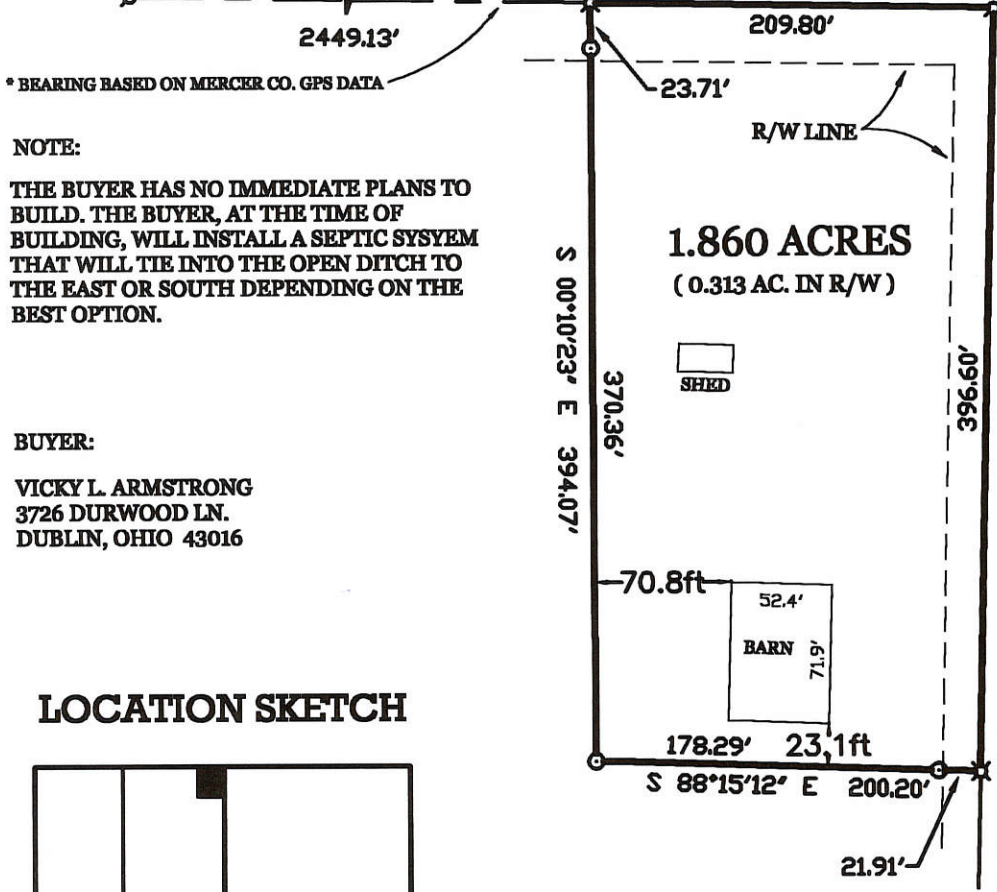 2449.13'
209.80'
* BEARING BASED ON MERCER CO. GPS DATA
23.71'
R/W LINE
NOTE:
THE BUYER HAS NO IMMEDIATE PLANS TO
BUILD. THE BUYER, AT THE TIME OF
BUILDING, WILL INSTALL A SEPTIC SYSYEM
THAT WILL TIE INTO THE OPEN DITCH TO
THE EAST OR SOUTH DEPENDING ON THE
BEST OPTION.
1.860 ACRES
( 0.313 AC. IN R/W )
S 00°10'23" E 394.07'
370.36'
396.60'
SHED
BUYER:
VICKY L. ARMSTRONG
3726 DURWOOD LN.
DUBLIN, OHIO 43016
70.8ft
52.4'
BARN
71.9'
LOCATION SKETCH
178.29'
23.1ft
S 88°15'12" E 200.20'
21.91'